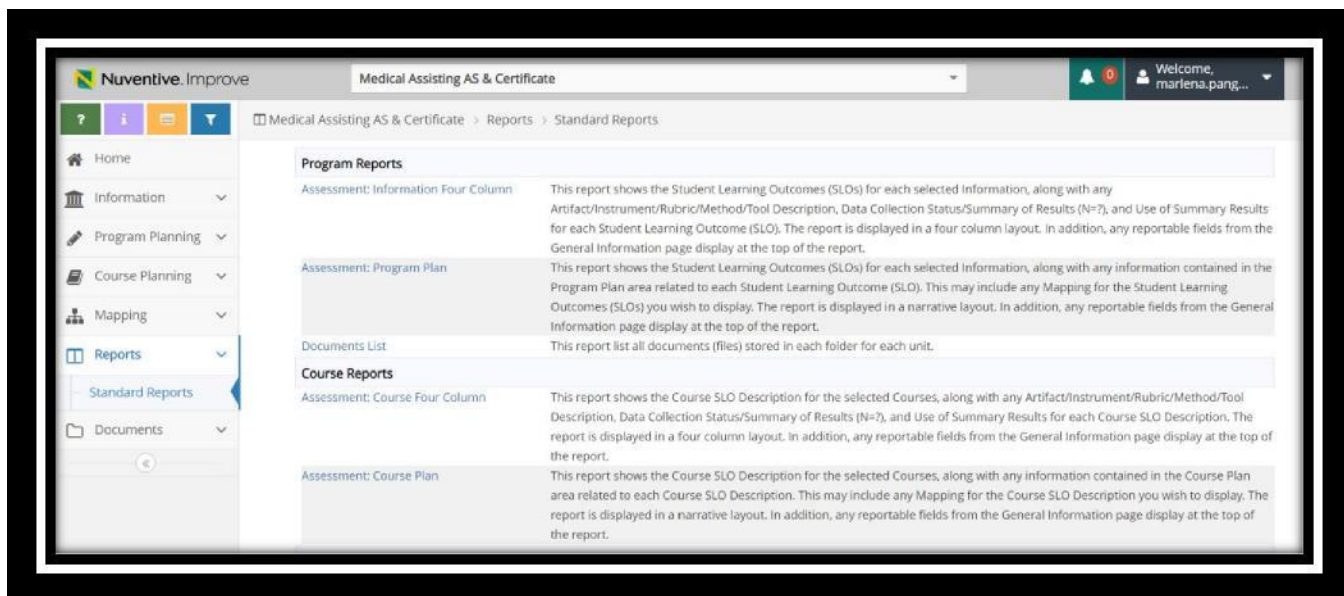 Nuventive. Improve
Medical Assisting AS & Certificate
0
Welcome,
marlena.pang...
? i
Medical Assisting AS & Certificate > Reports > Standard Reports
Home
Information
Program Planning
Course Planning
Mapping
Reports
Standard Reports
Documents
Program Reports
Assessment: Information Four Column
This report shows the Student Learning Outcomes (SLOs) for each selected Information, along with any
Artifact/Instrument/Rubric/Method/Tool Description, Data Collection Status/Summary of Results (N=?), and Use of Summary Results
for each Student Learning Outcome (SLO). The report is displayed in a four column layout. In addition, any reportable fields from the
General Information page display at the top of the report.
Assessment: Program Plan
This report shows the Student Learning Outcomes (SLOs) for each selected Information, along with any information contained in the
Program Plan area related to each Student Learning Outcome (SLO). This may include any Mapping for the Student Learning
Outcomes (SLOs) you wish to display. The report is displayed in a narrative layout. In addition, any reportable fields from the General
Information page display at the top of the report.
Documents List
This report list all documents (files) stored in each folder for each unit.
Course Reports
Assessment: Course Four Column
This report shows the Course SLO Description for the selected Courses, along with any Artifact/Instrument/Rubric/Method/Tool
Description, Data Collection Status/Summary of Results (N=?), and Use of Summary Results for each Course SLO Description. The
report is displayed in a four column layout. In addition, any reportable fields from the General Information page display at the top of
the report.
Assessment: Course Plan
This report shows the Course SLO Description for the selected Courses, along with any information contained in the Course Plan
area related to each Course SLO Description. This may include any Mapping for the Course SLO Description you wish to display. The
report is displayed in a narrative layout. In addition, any reportable fields from the General Information page display at the top of
the report.